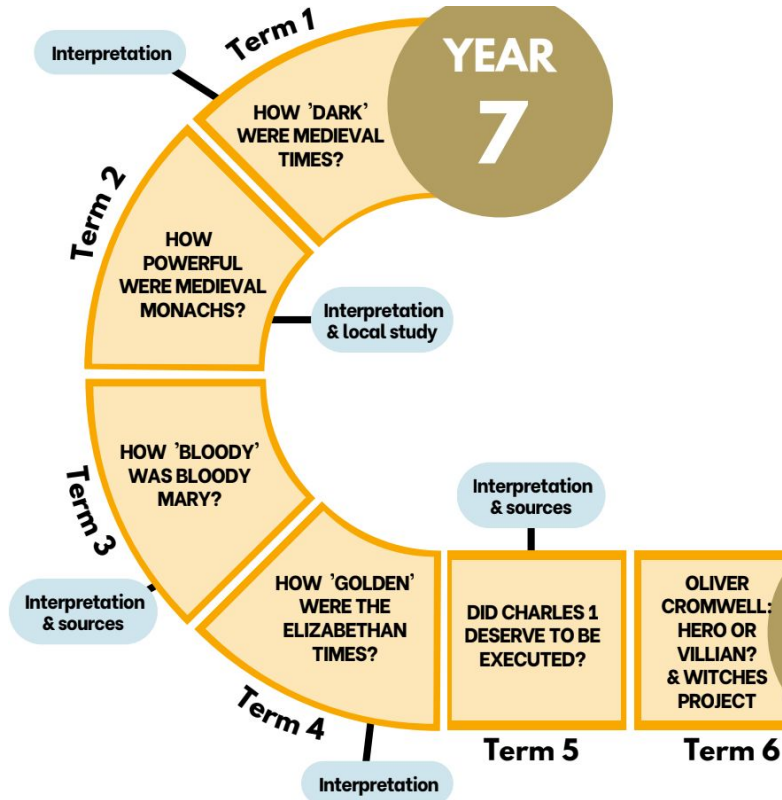 YEAR
7
Term 1
Interpretation
HOW 'DARK'
WERE MEDIEVAL
TIMES?
Term 2
HOW
POWERFUL
WERE MEDIEVAL
MONACHS?
Interpretation
& local study
Term 3
HOW 'BLOODY'
WAS BLOODY
MARY?
Interpretation
& sources
Term 4
HOW 'GOLDEN'
WERE THE
ELIZABETHAN
TIMES?
Interpretation
Interpretation
& sources
DID CHARLES 1
DESERVE TO BE
EXECUTED?
Term 5
OLIVER
CROMWELL:
HERO OR
VILLIAN?
& WITCHES
PROJECT
Term 6